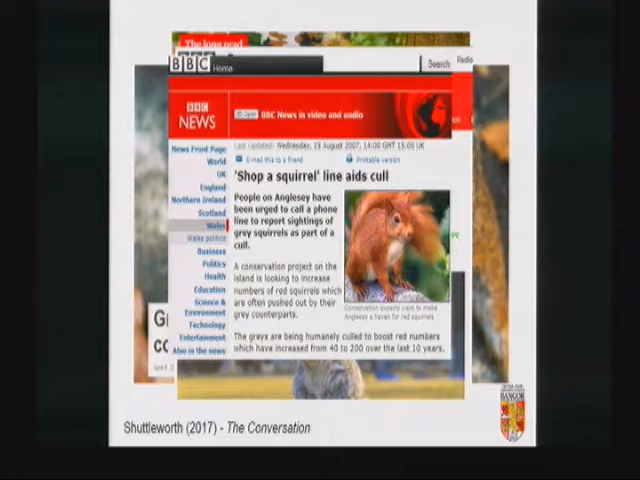 The long read
BBC Home
Search:
Radio
BBC
NEWS
BBC News in video and audio
News Front Page
World
UK
England
Northern Ireland
Scotland
Wales
Wales politics
Business
Politics
Health
Education
Science &
Environment
Technology
Entertainment
Also in the news
Last Updated: Wednesday, 15 August 2007, 14:00 GMT 15:00 UK
E-mail this to a friend
Printable version
'Shop a squirrel' line aids cull
People on Anglesey have
been urged to call a phone
line to report sightings of
grey squirrels as part of a
cull.
A conservation project on the
island is looking to increase
numbers of red squirrels which
are often pushed out by their
grey counterparts.
Conservation experts want to make
Anglesey a haven for red squirrels
The greys are being humanely culled to boost red numbers
which have increased from 40 to 200 over the last 10 years.
Shuttleworth (2017) - The Conversation
BANGOR